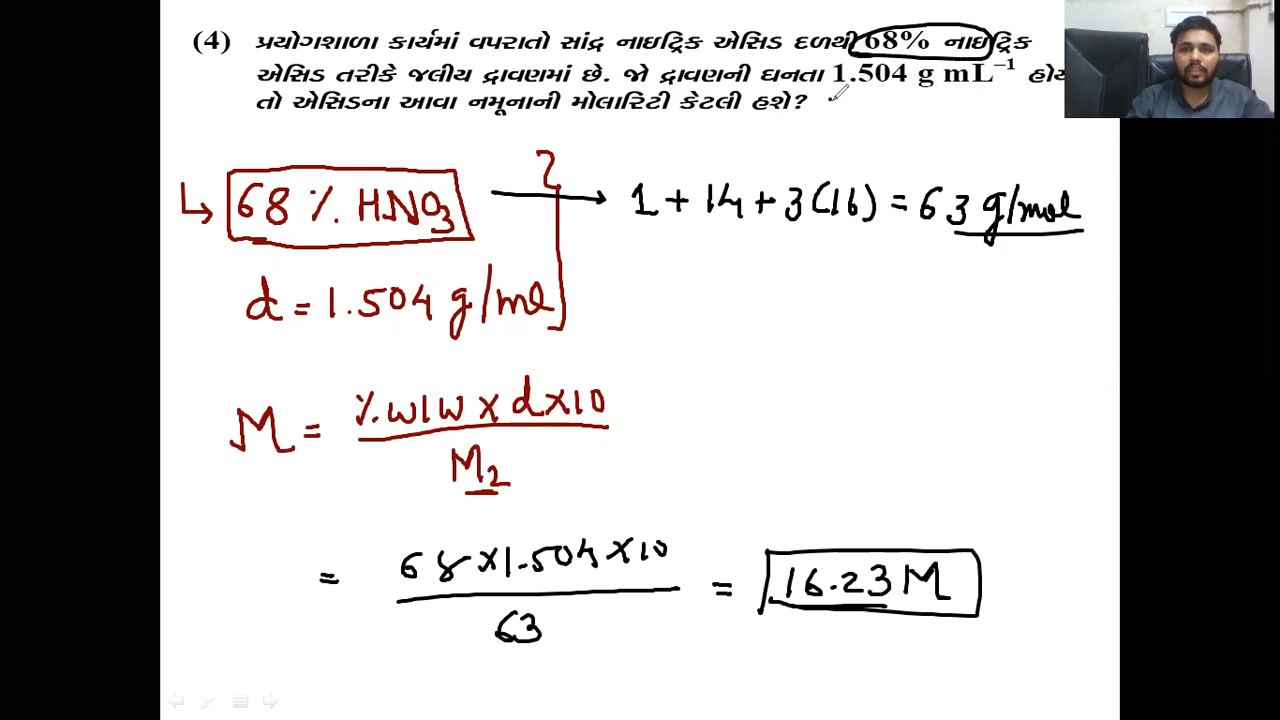 (4) પ્રયોગશાળા કાર્યમાં વપરાતો સાંદ્ર નાઇટ્રિક એસિડ દળથી 68% નાઇટ્રિક
એસિડ તરીકે જલીય દ્રાવણમાં છે. જો દ્રાવણની ઘનતા 1.504 g mL⁻¹ હોય
તો એસિડના આવા નમૂનાની મોલારિટી કેટલી હશે?
?
68 % HNO₃ → 1 + 14 + 3(16) = 63 g/mol
d = 1.504 g/ml
M = % w/w × d × 10
M₂
= 68 × 1.504 × 10
63
= 16.23 M